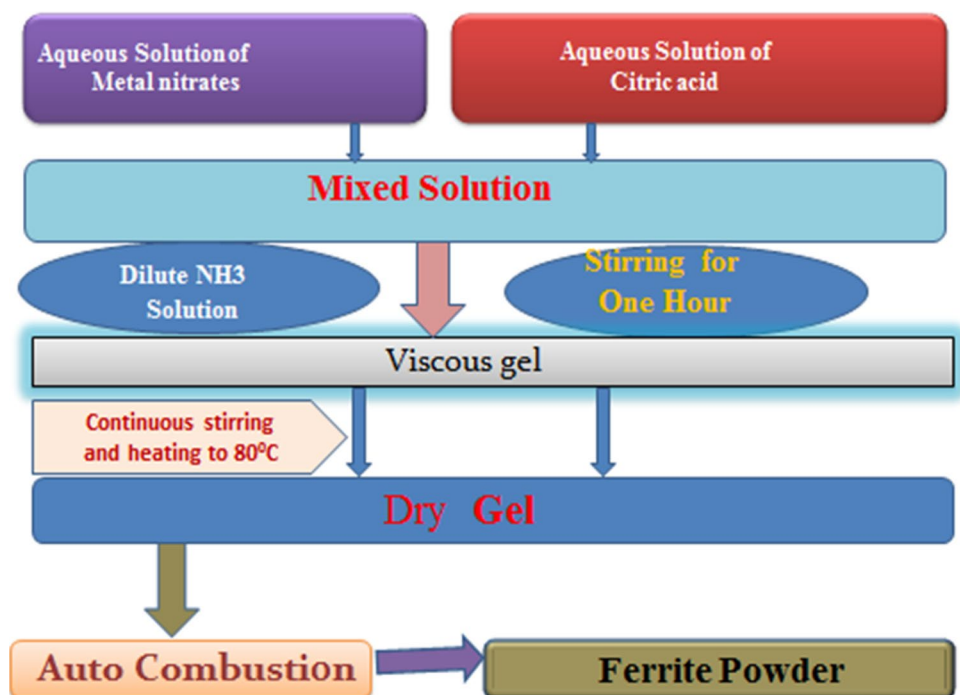 Aqueous Solution of
Metal nitrates
Aqueous Solution of
Citric acid
Mixed Solution
Dilute NH3
Solution
Stirring for
One Hour
Viscous gel
Continuous stirring
and heating to 80⁰C
Dry Gel
Auto Combustion
Ferrite Powder